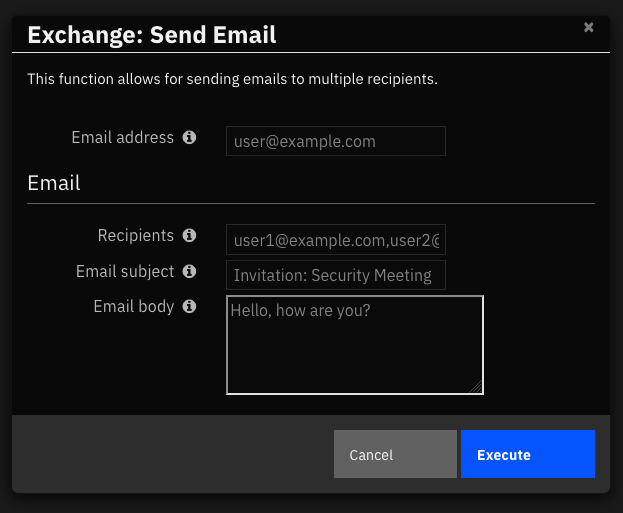 Exchange: Send Email
×
This function allows for sending emails to multiple recipients.
Email address
user@example.com
Email
Recipients
user1@example.com,user2@
Email subject
Invitation: Security Meeting
Email body
Hello, how are you?
Cancel
Execute